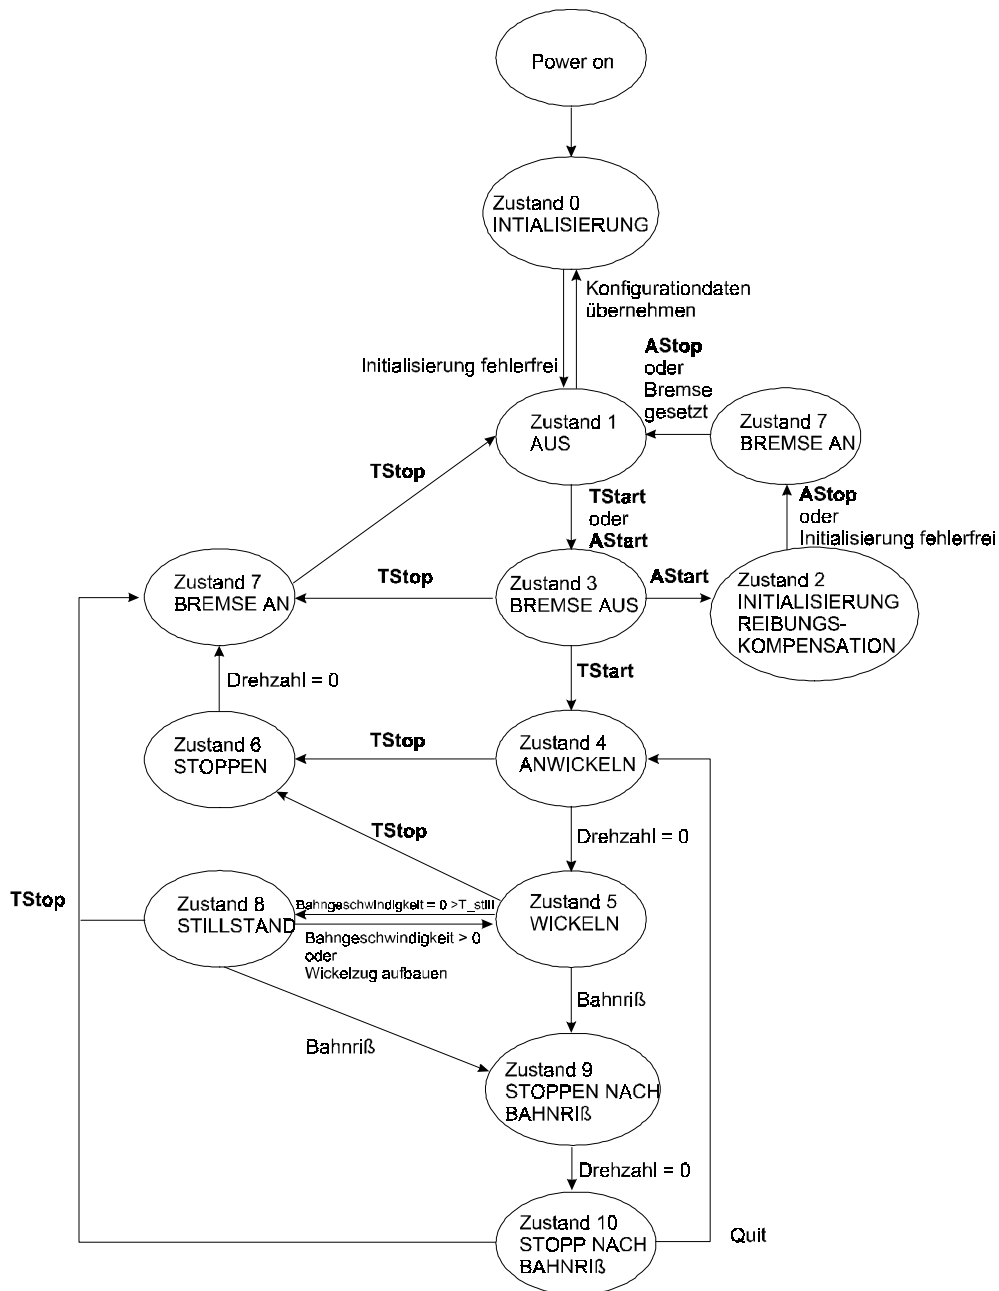 Power on
Zustand 0
INTIALISIERUNG
Konfigurationdaten
übernehmen
Initialisierung fehlerfrei
AStop
oder
Bremse
gesetzt
Zustand 1
AUS
Zustand 7
BREMSE AN
TStop
TStart
oder
AStart
AStop
oder
Initialisierung fehlerfrei
Zustand 7
BREMSE AN
TStop
Zustand 3
BREMSE AUS
AStart
Zustand 2
INITIALISIERUNG
REIBUNGS-
KOMPENSATION
Drehzahl = 0
TStart
Zustand 6
STOPPEN
TStop
Zustand 4
ANWICKELN
TStop
Drehzahl = 0
TStop
Zustand 8
STILLSTAND
Bahngeschwindigkeit = 0 >T_still
Bahngeschwindigkeit > 0
oder
Wickelzug aufbauen
Zustand 5
WICKELN
Bahnriß
Bahnriß
Zustand 9
STOPPEN NACH
BAHNRIß
Drehzahl = 0
Zustand 10
STOPP NACH
BAHNRIß
Quit